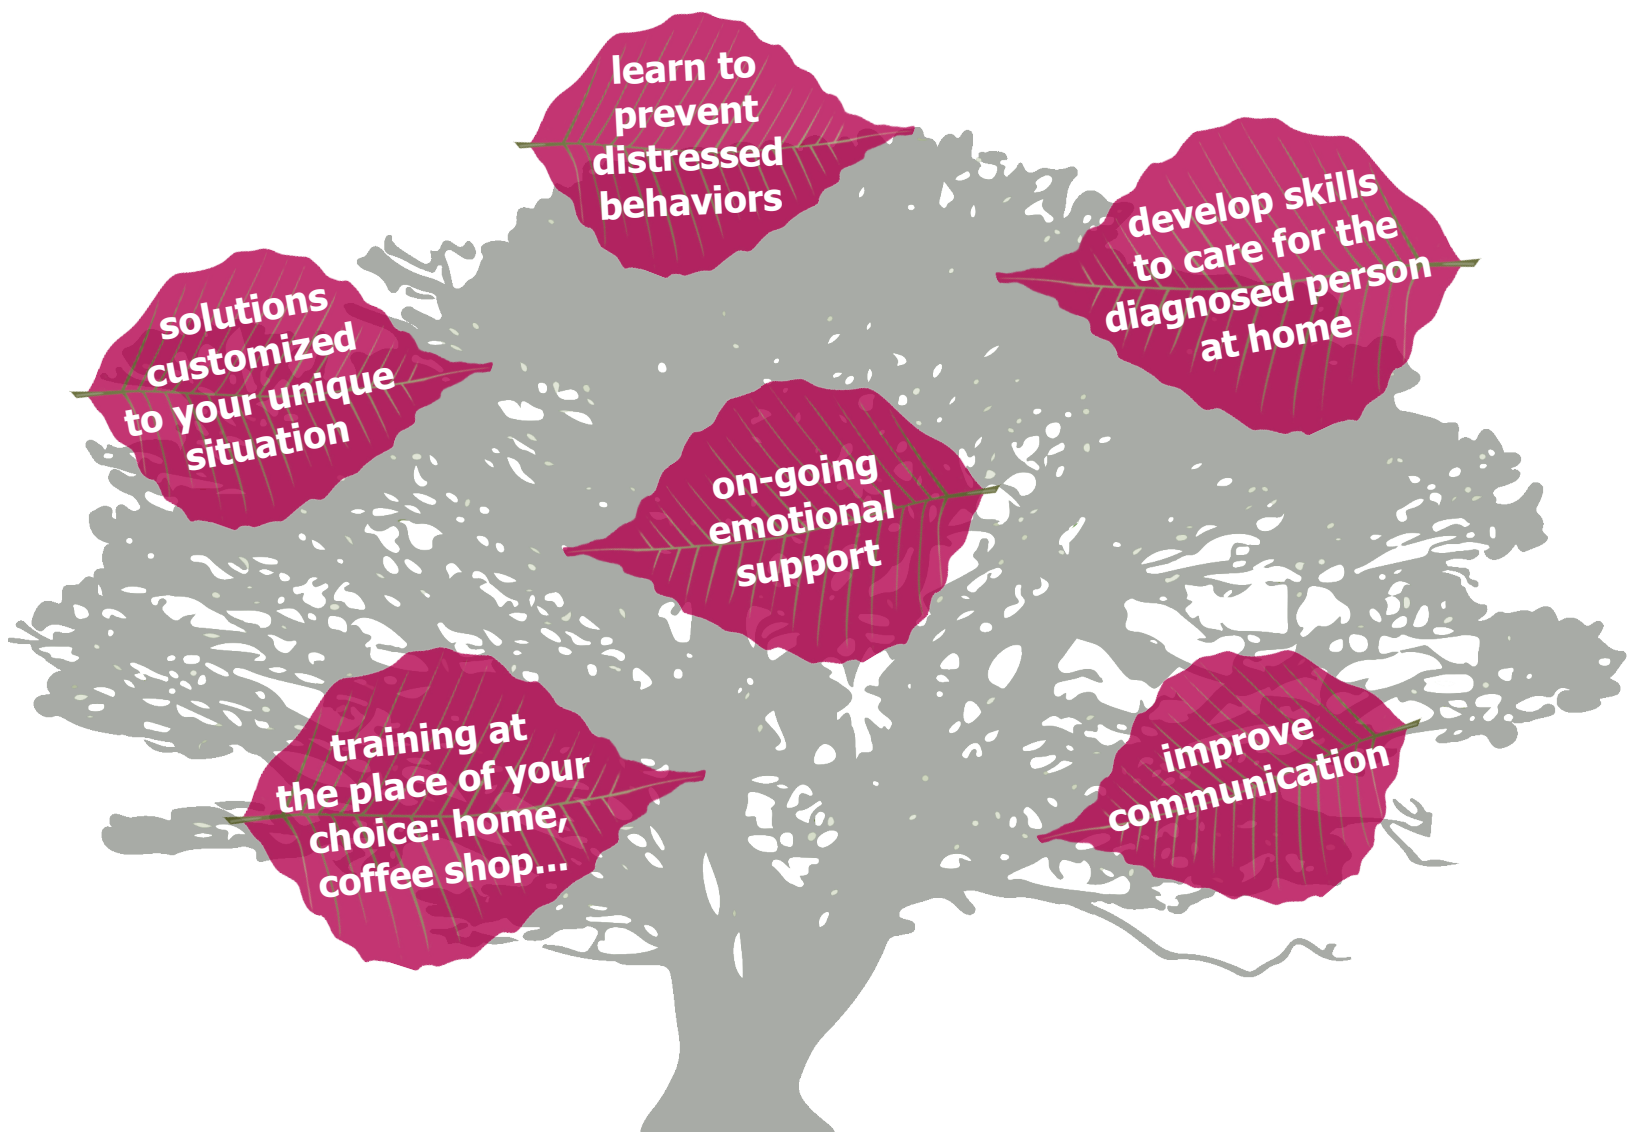 learn to
prevent
distressed
behaviors
develop skills
to care for the
diagnosed person
at home
solutions
customized
to your unique
situation
on-going
emotional
support
training at
the place of your
choice: home,
coffee shop...
improve
communication